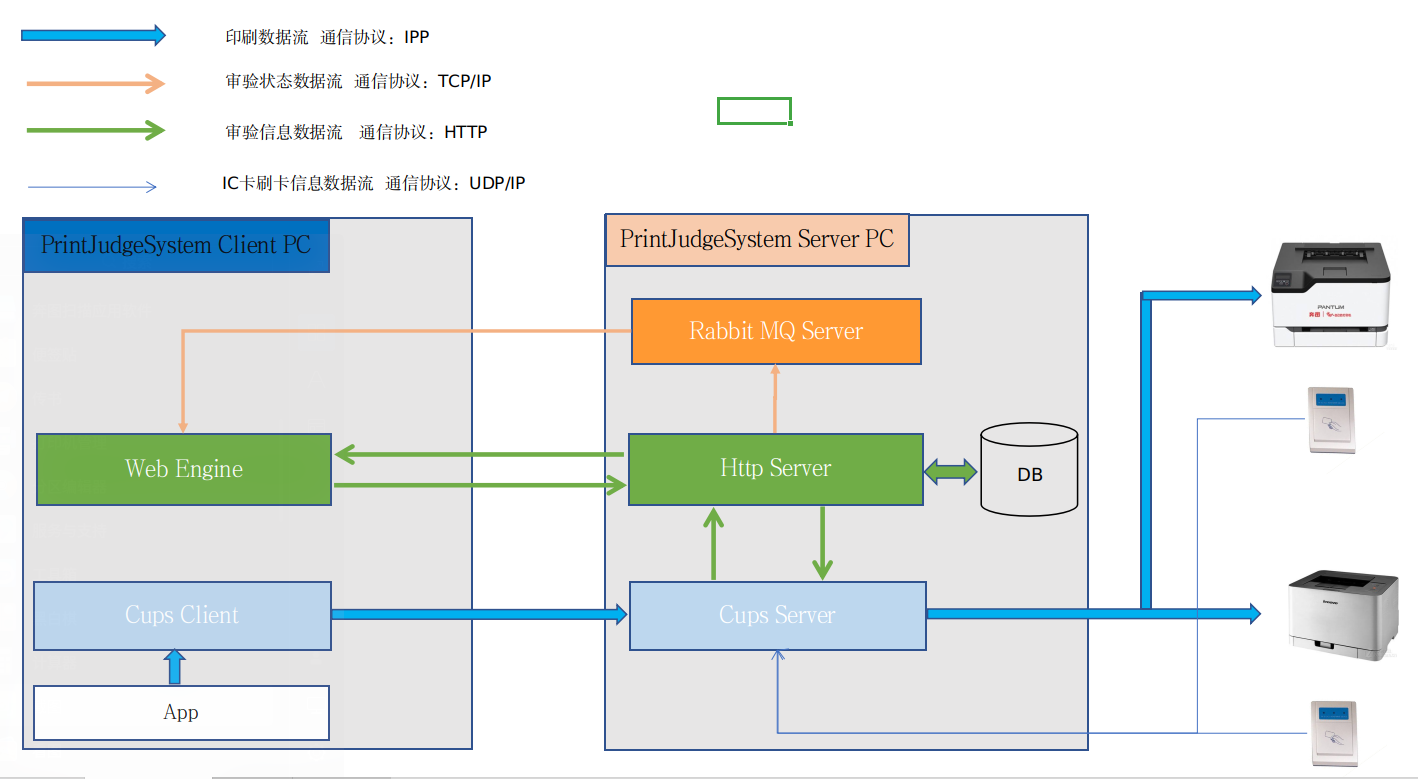 印刷数据流 通信协议：IPP
审验状态数据流 通信协议：TCP/IP
审验信息数据流 通信协议：HTTP
IC卡刷卡信息数据流 通信协议：UDP/IP
PrintJudgeSystem Client PC
PrintJudgeSystem Server PC
Rabbit MQ Server
PANTUM
奔图
Web Engine
Http Server
DB
Cups Client
Cups Server
App